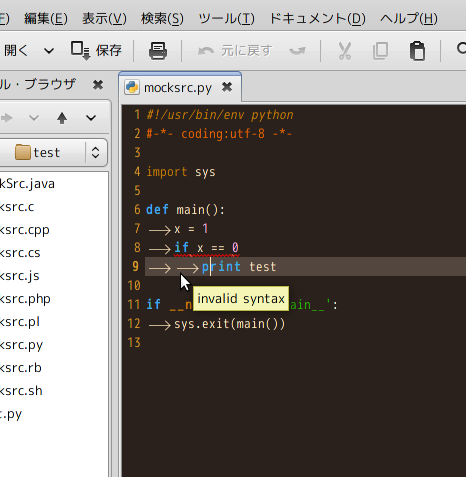 編集(E) 表示(V) 検索(S) ツール(T) ドキュメント(D) ヘルプ(H)
開く 保存 元に戻す
ル・ブラウザ
mocksrc.py
test
kSrc.java
ksrc.c
ksrc.cpp
ksrc.cs
ksrc.js
ksrc.php
ksrc.pl
ksrc.py
ksrc.rb
ksrc.sh
.py
1 #!/usr/bin/env python
2 #-*- coding:utf-8 -*-
3
4 import sys
5
6 def main():
7 x = 1
8 if x == 0
9 print test
10
invalid syntax
11 if __n ain__':
12 sys.exit(main())
13